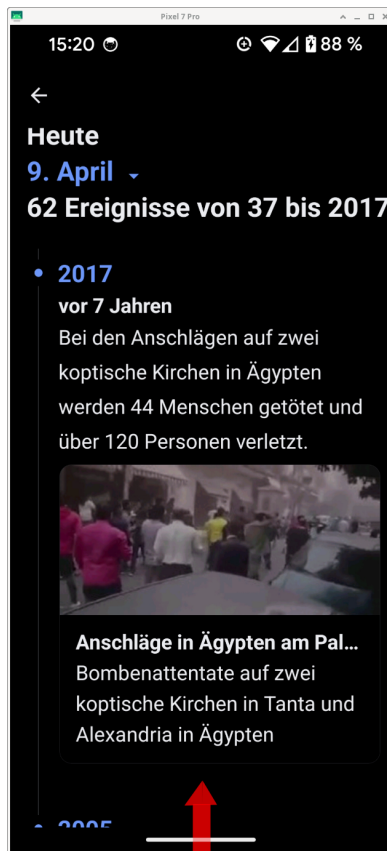 Pixel 7 Pro
15:20
88 %
Heute
9. April
62 Ereignisse von 37 bis 2017
2017
vor 7 Jahren
Bei den Anschlägen auf zwei
koptische Kirchen in Ägypten
werden 44 Menschen getötet und
über 120 Personen verletzt.
Anschläge in Ägypten am Pal...
Bombenattentate auf zwei
koptische Kirchen in Tanta und
Alexandria in Ägypten
2005